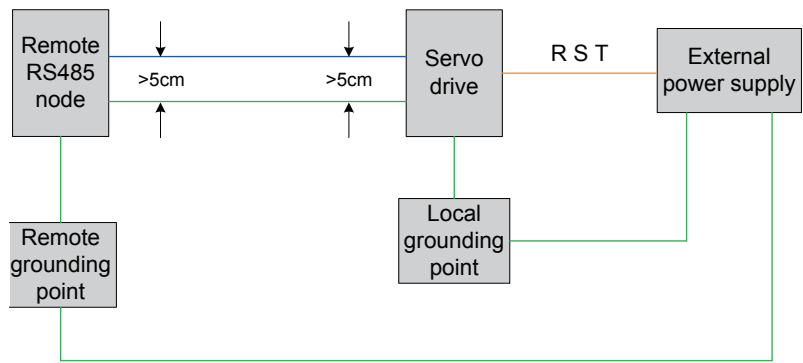 Remote
RS485
node
>5cm
>5cm
Servo
drive
R S T
External
power supply
Remote
grounding
point
Local
grounding
point